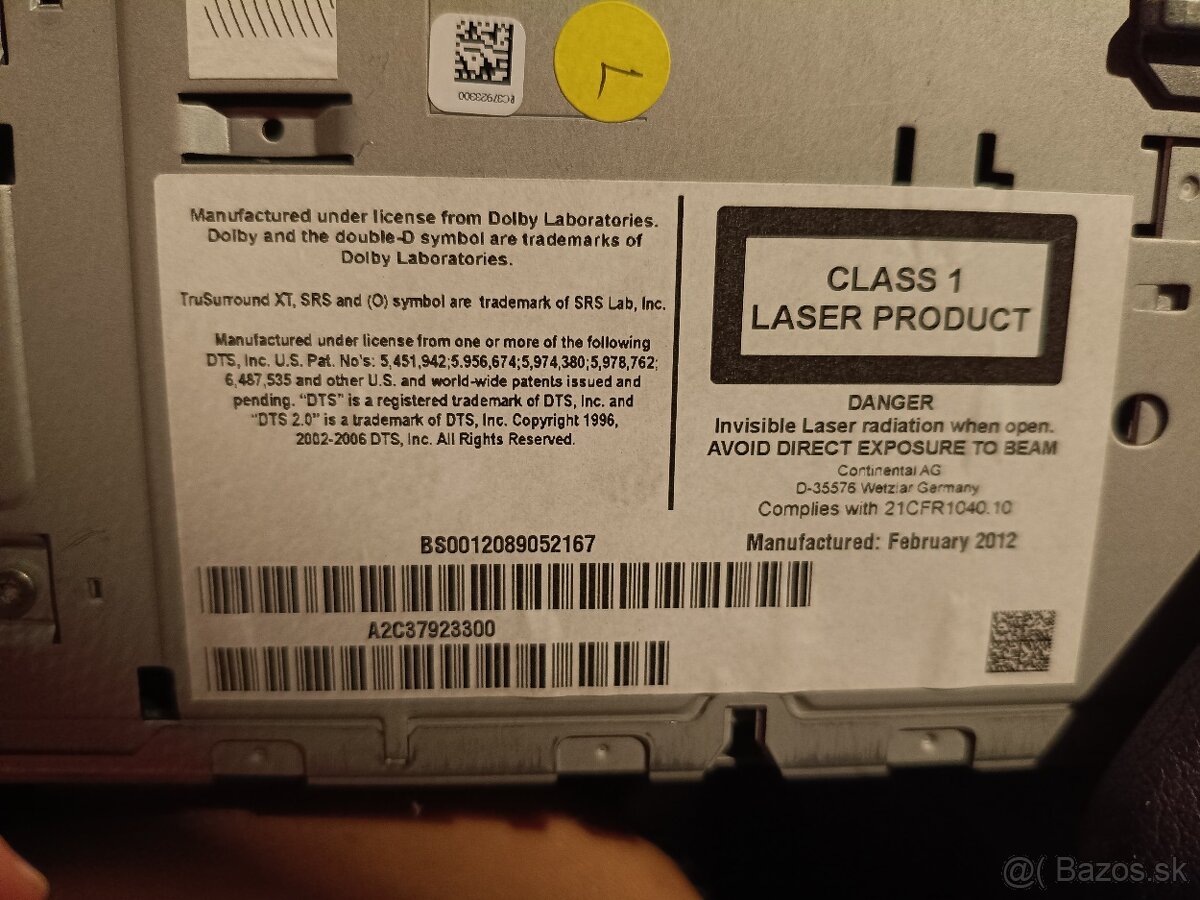 Manufactured under license from Dolby Laboratories.
Dolby and the double-D symbol are trademarks of
Dolby Laboratories.
TruSurround XT, SRS and (O) symbol are trademark of SRS Lab, Inc.
Manufactured under license from one or more of the following
DTS, Inc. U.S. Pat. No's: 5,451,942;5.956,674;5,974,380;5,978,762;
6,487,535 and other U.S. and world-wide patents issued and
pending. "DTS" is a registered trademark of DTS, Inc. and
"DTS 2.0" is a trademark of DTS, Inc. Copyright 1996,
2002-2006 DTS, Inc. All Rights Reserved.
CLASS 1
LASER PRODUCT
DANGER
Invisible Laser radiation when open.
AVOID DIRECT EXPOSURE TO BEAM
Continental AG
D-35576 Wetzlar Germany
Complies with 21CFR1040.10
Manufactured: February 2012
BS0012089052167
A2C37923300
@( Bazos.sk